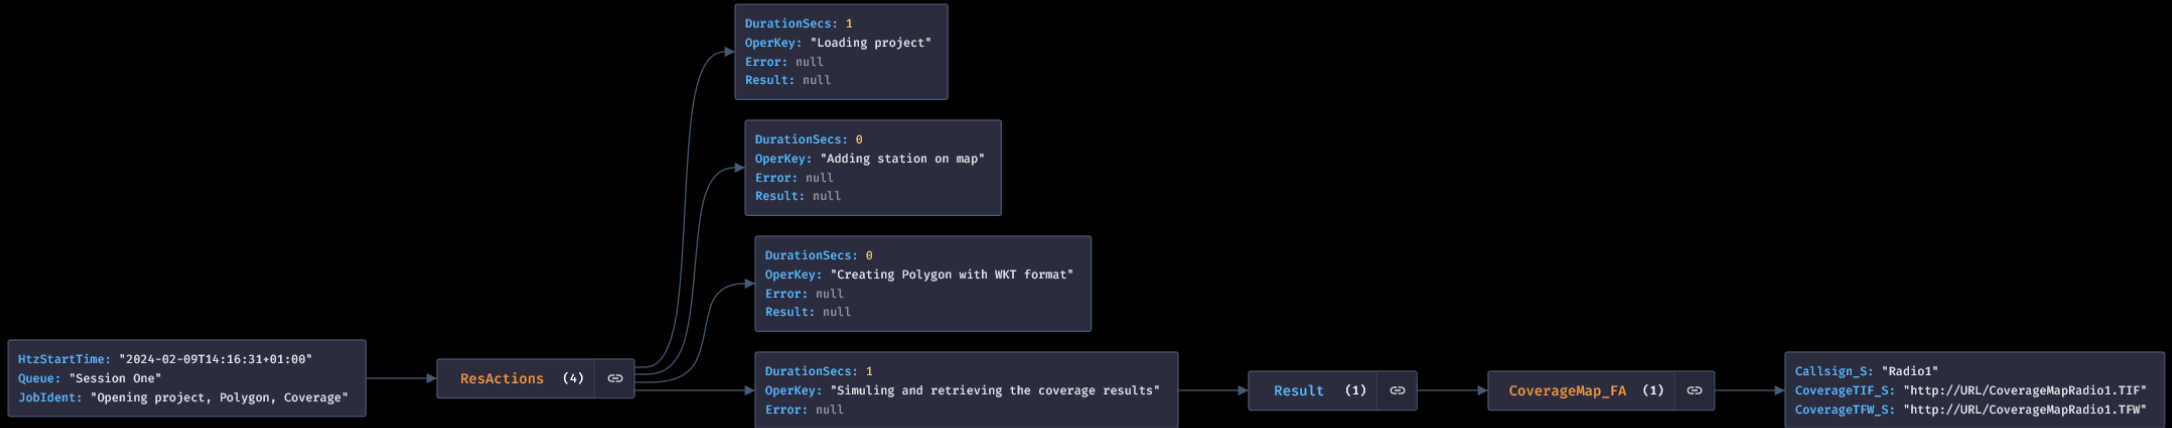 DurationSecs: 1
OperKey: "Loading project"
Error: null
Result: null
DurationSecs: 0
OperKey: "Adding station on map"
Error: null
Result: null
DurationSecs: 0
OperKey: "Creating Polygon with WKT format"
Error: null
Result: null
HtzStartTime: "2024-02-09T14:16:31+01:00"
Queue: "Session One"
JobIdent: "Opening project, Polygon, Coverage"
ResActions (4)
DurationSecs: 1
OperKey: "Simuling and retrieving the coverage results"
Error: null
Result (1)
CoverageMap_FA (1)
Callsign_S: "Radio1"
CoverageTIF_S: "http://URL/CoverageMapRadio1.TIF"
CoverageTFW_S: "http://URL/CoverageMapRadio1.TFW"